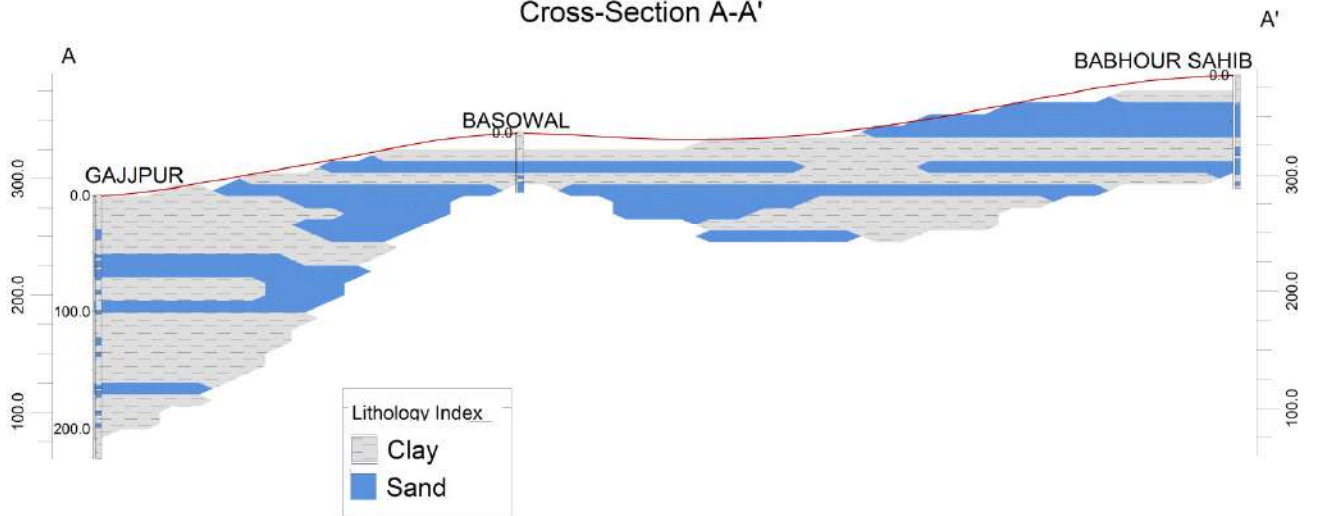 Cross-Section A-A'
A
A'
BABHOUR SAHIB
0.0
BASOWAL
0.0
GAJJPUR
0.0
300.0
300.0
200.0
200.0
100.0
100.0
100.0
200.0
Lithology Index
Clay
Sand